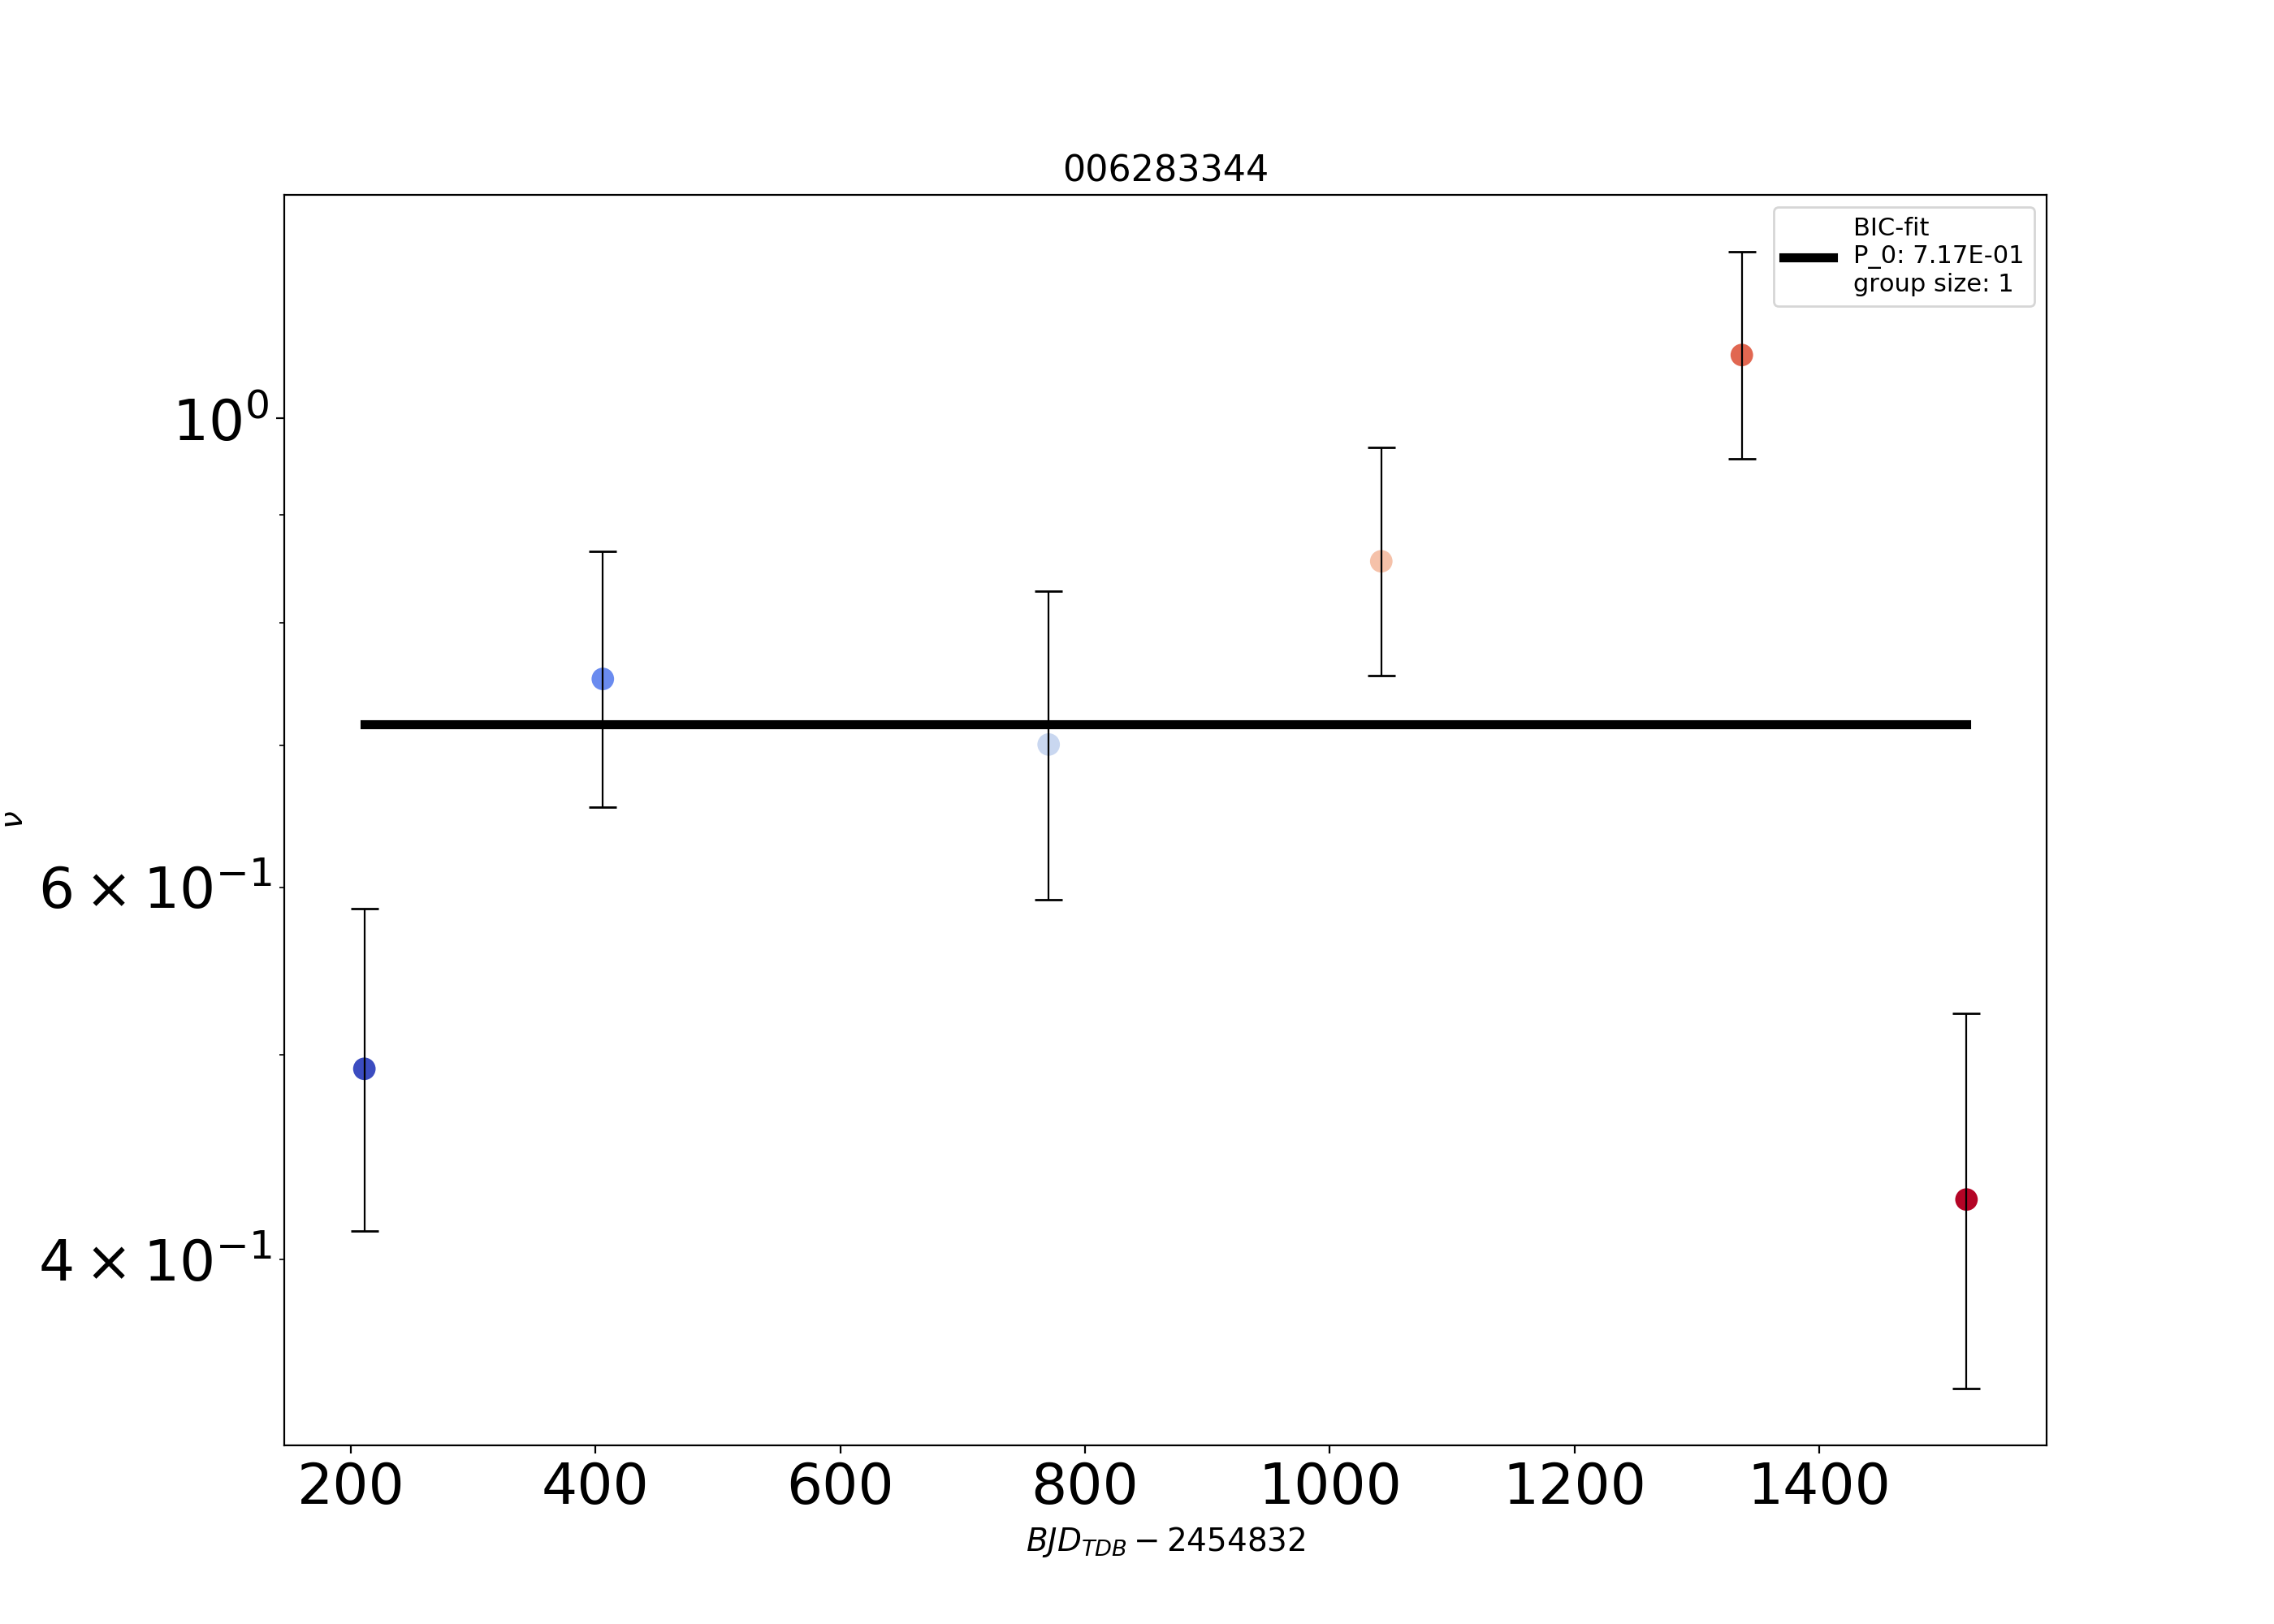 006283344
BIC-fit
P_0: 7.17E-01
group size: 1
10⁰
6 × 10⁻¹
4 × 10⁻¹
ν
200 400 600 800 1000 1200 1400
BJD_TDB − 2454832